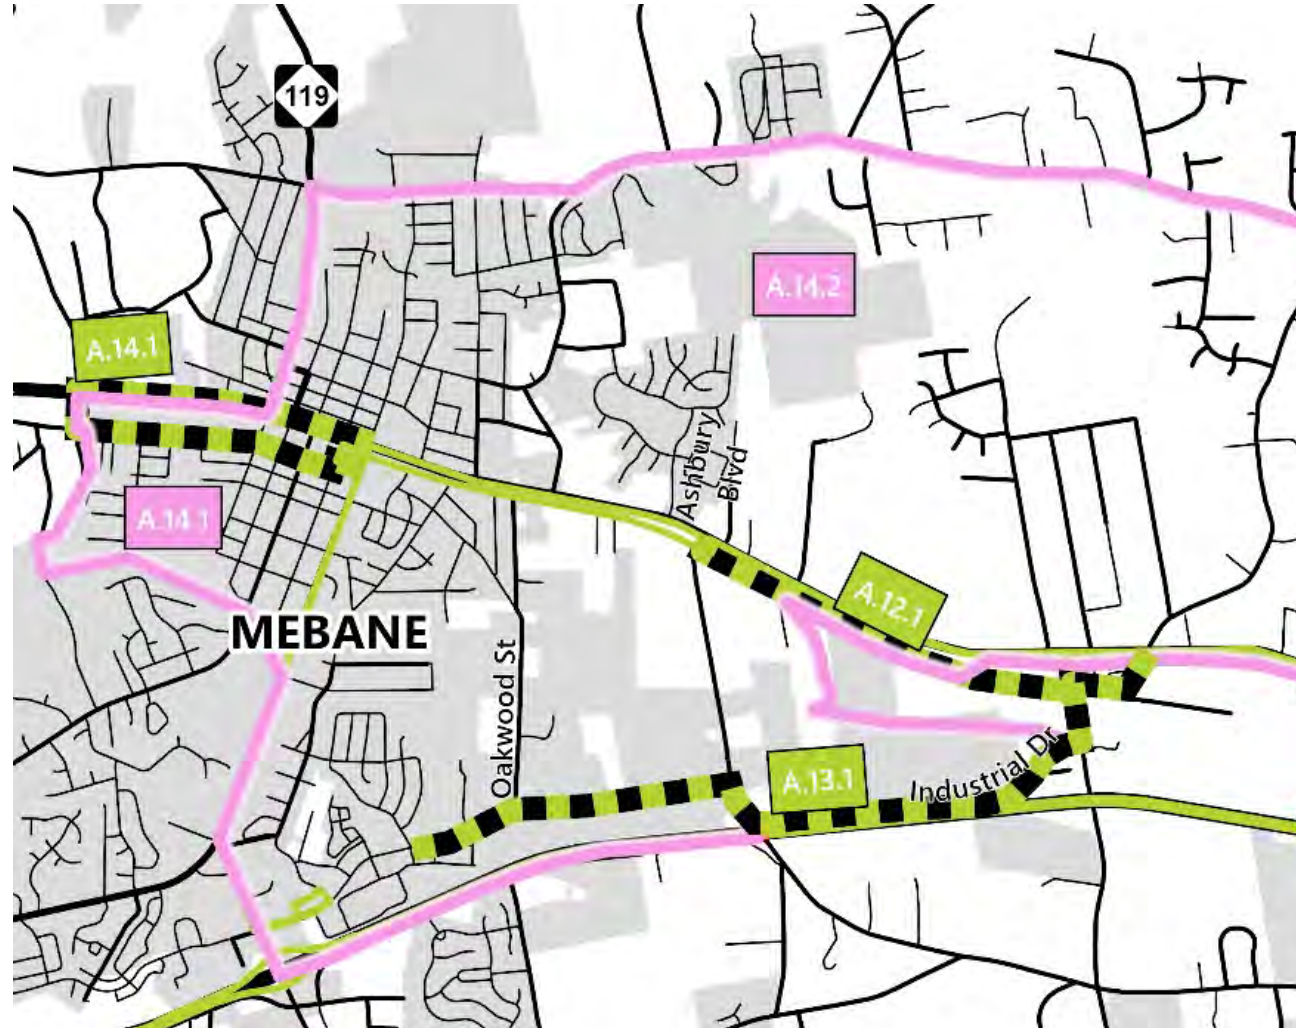 119
A.14.2
A.14.1
Ashbury
Blvd
A.14.1
A.12.1
MEBANE
Oakwood St
A.13.1
Industrial Dr